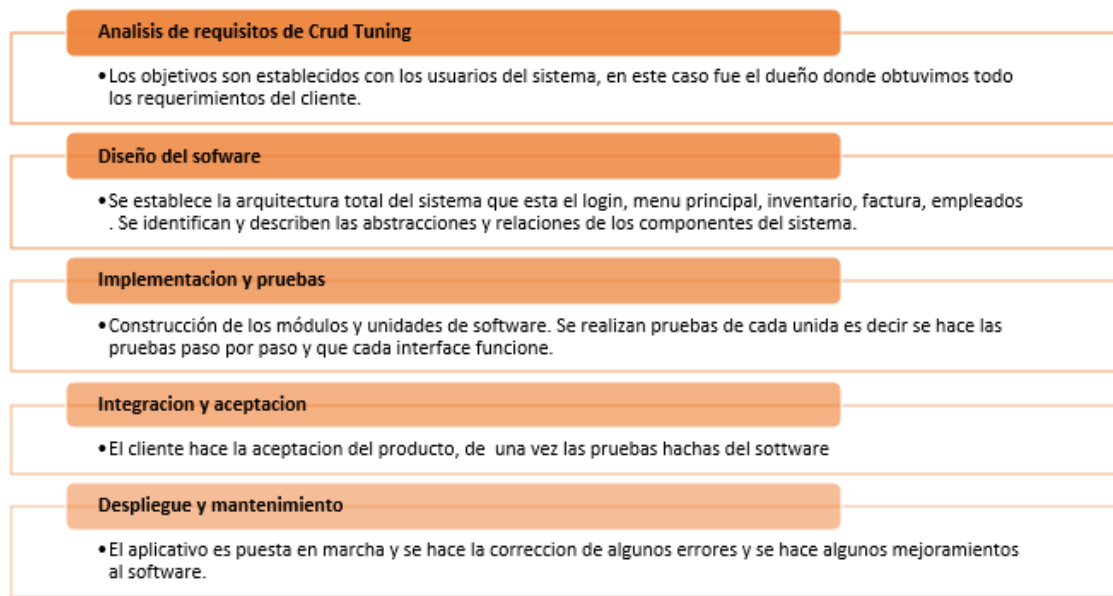 Analisis de requisitos de Crud Tuning
•Los objetivos son establecidos con los usuarios del sistema, en este caso fue el dueño donde obtuvimos todo
los requerimientos del cliente.
Diseño del sofware
•Se establece la arquitectura total del sistema que esta el login, menu principal, inventario, factura, empleados
. Se identifican y describen las abstracciones y relaciones de los componentes del sistema.
Implementacion y pruebas
•Construcción de los módulos y unidades de software. Se realizan pruebas de cada unida es decir se hace las
pruebas paso por paso y que cada interface funcione.
Integracion y aceptacion
•El cliente hace la aceptacion del producto, de una vez las pruebas hachas del sottware
Despliegue y mantenimiento
•El aplicativo es puesta en marcha y se hace la correccion de algunos errores y se hace algunos mejoramientos
al software.